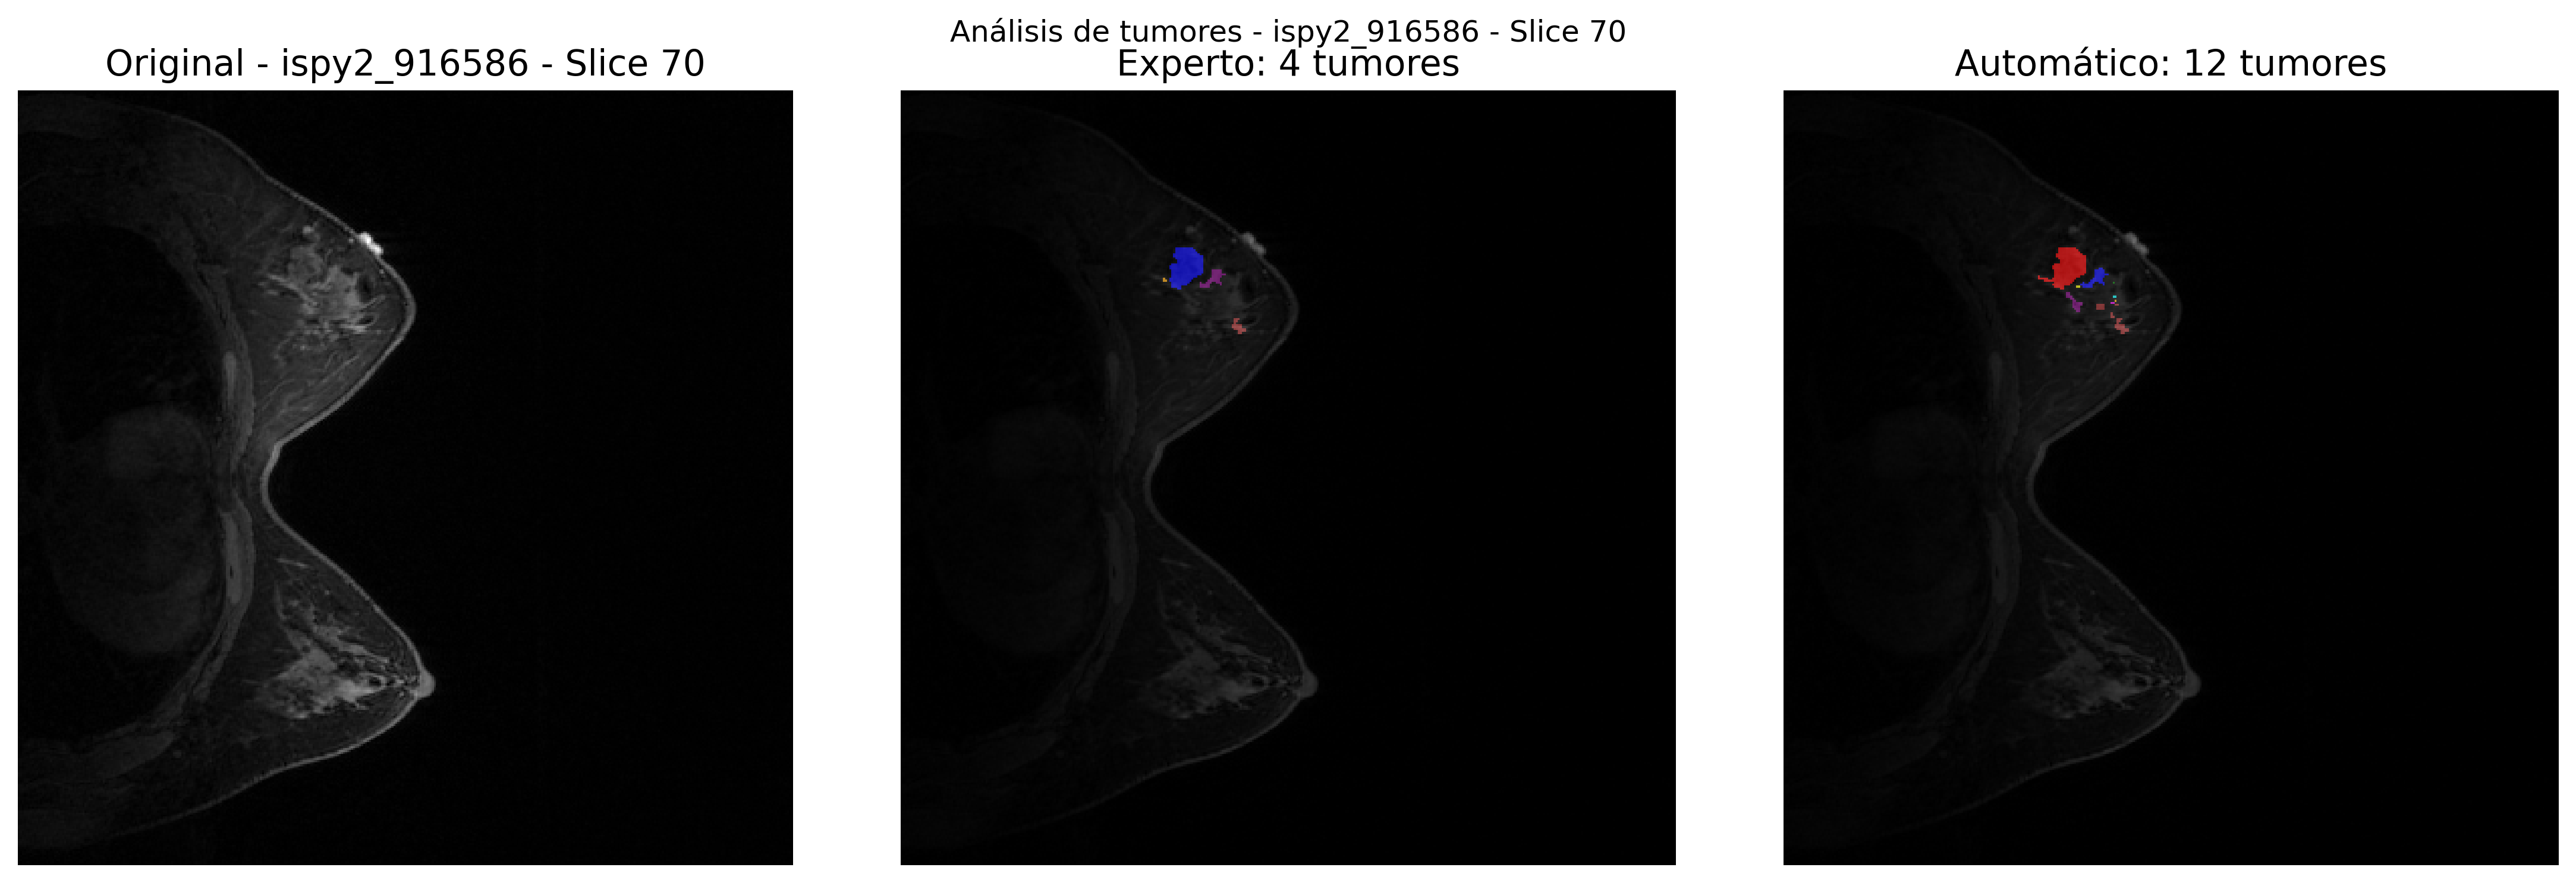 Análisis de tumores - ispy2_916586 - Slice 70
Original - ispy2_916586 - Slice 70
Experto: 4 tumores
Automático: 12 tumores